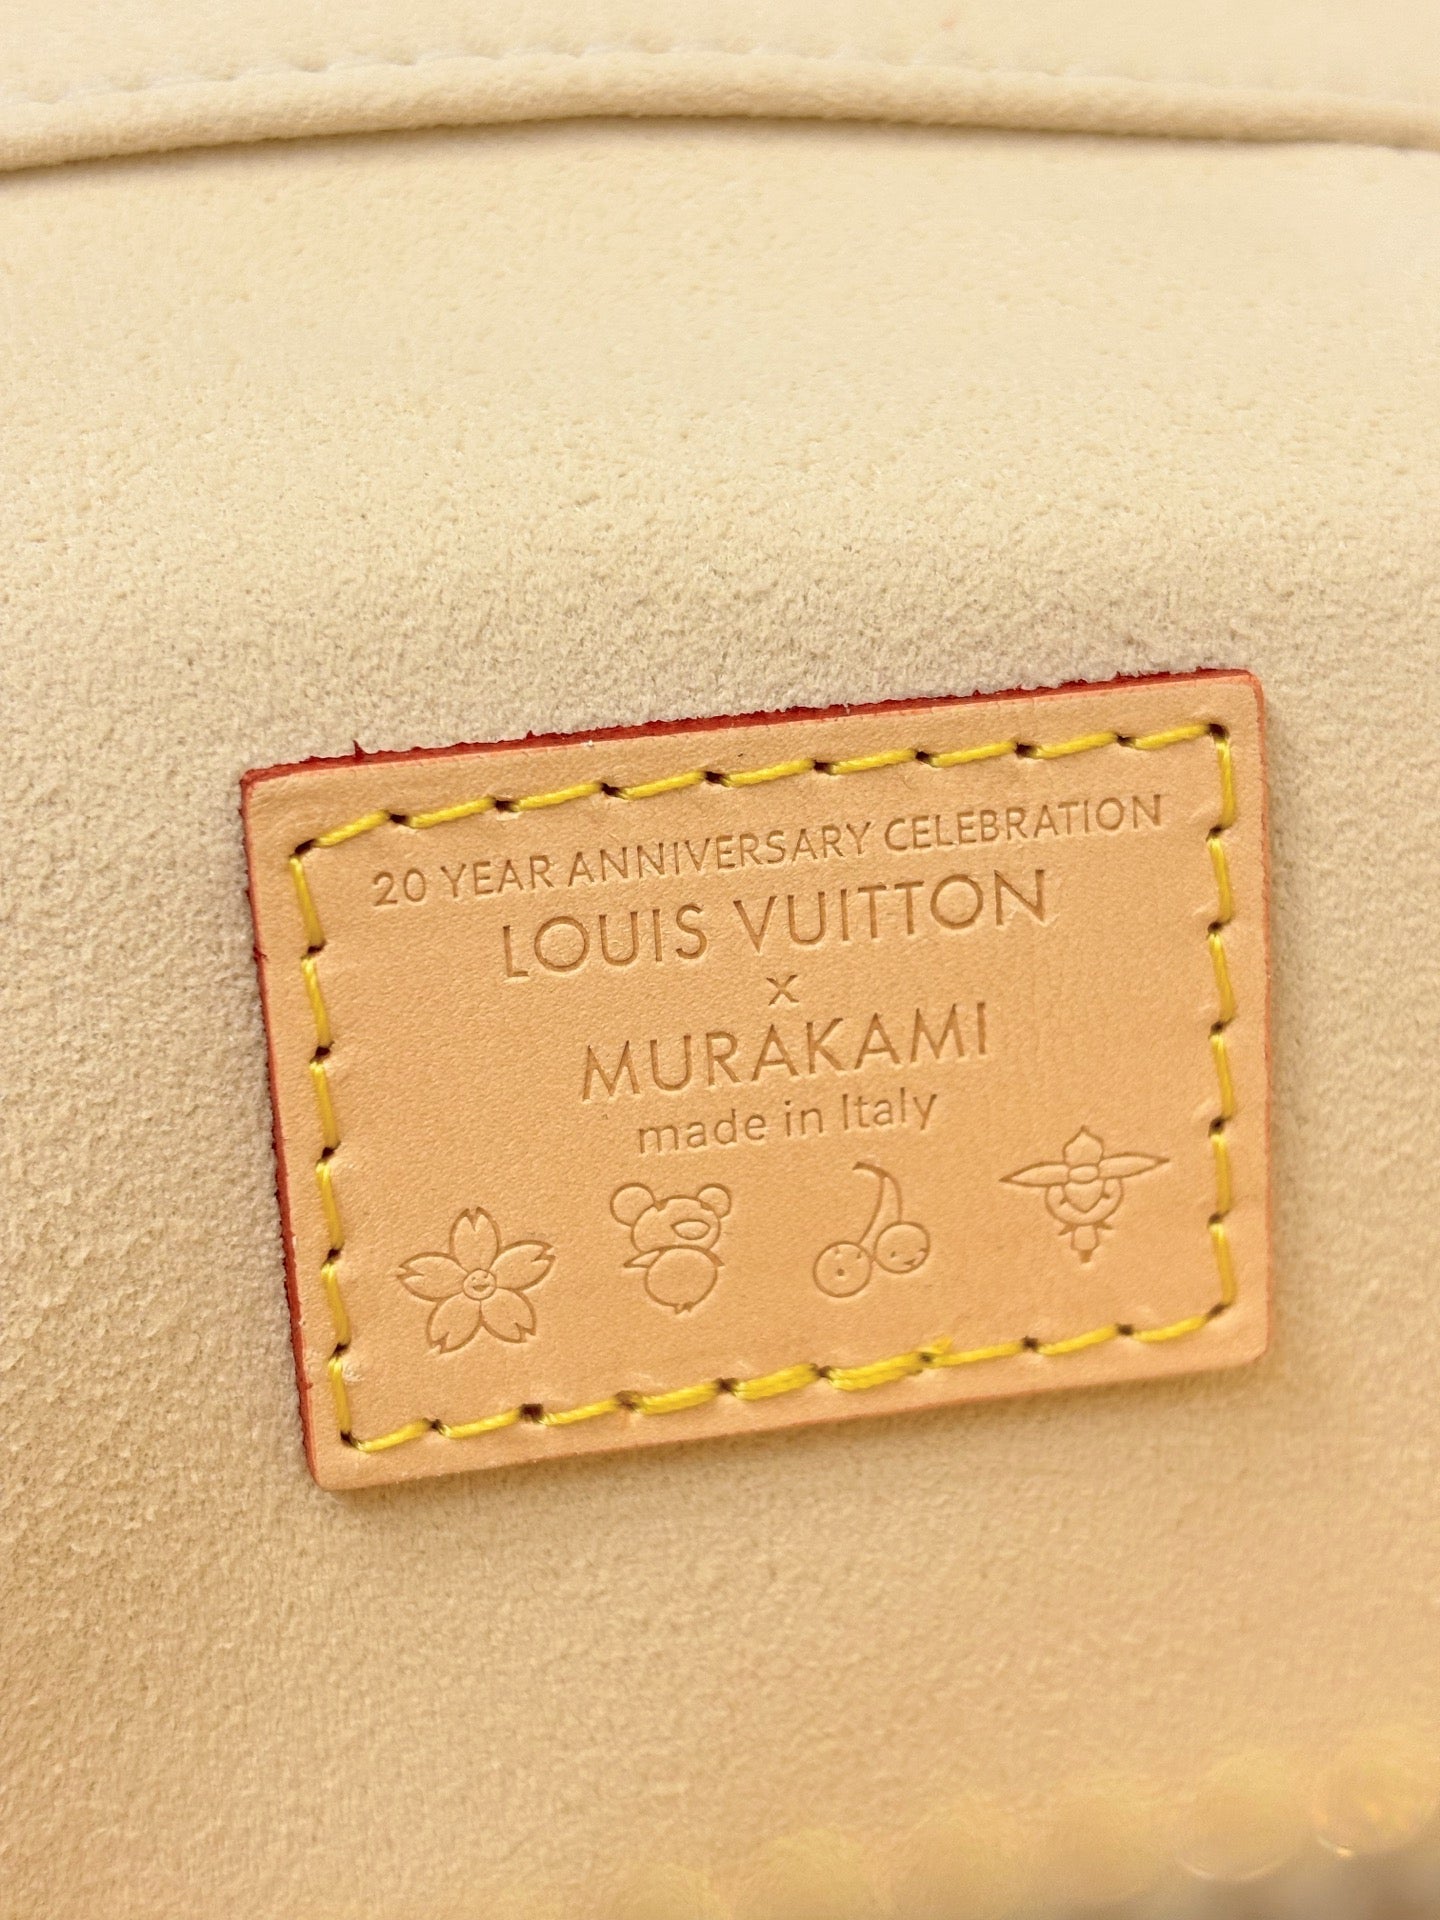 20 YEAR ANNIVERSARY CELEBRATION
LOUIS VUITTON
x
MURAKAMI
made in Italy